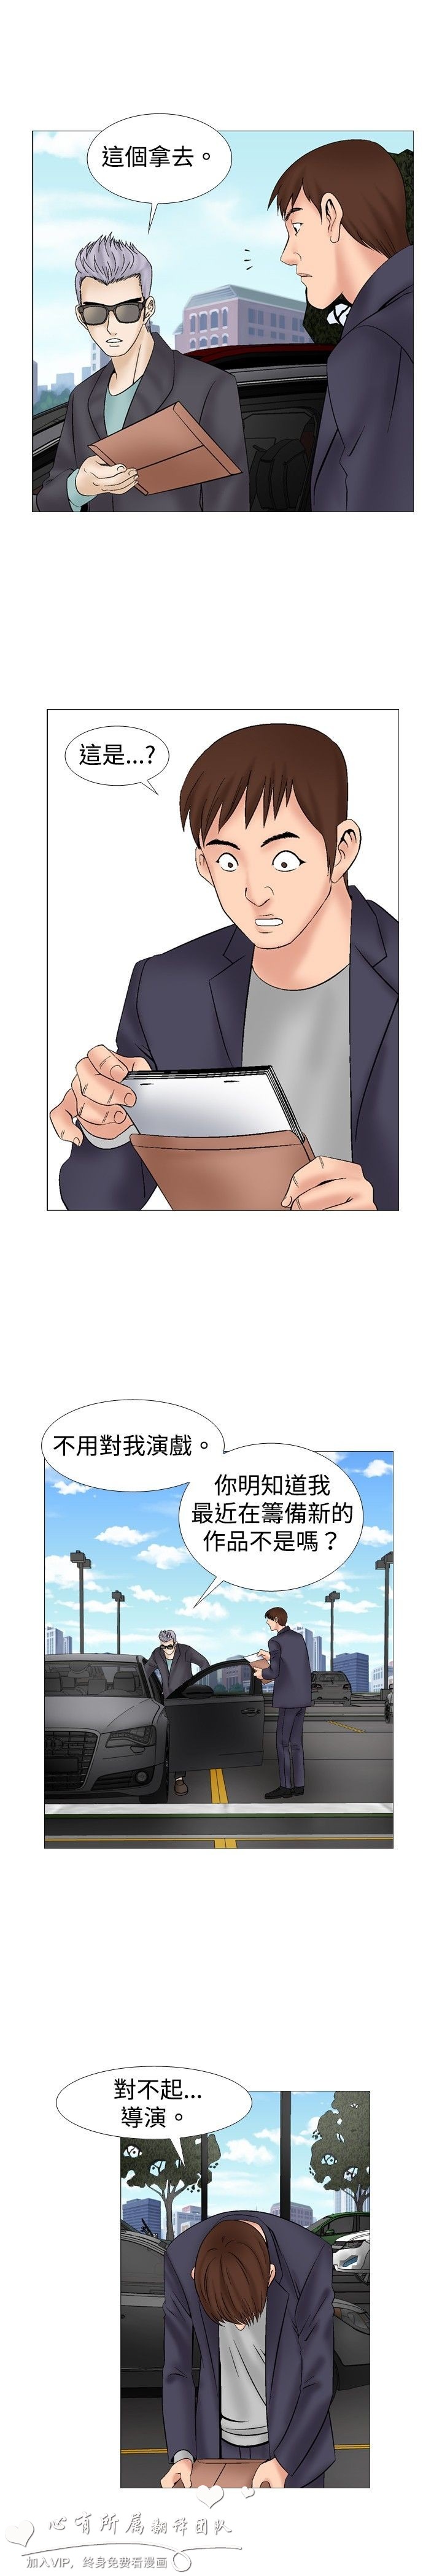 這個拿去。
這是...?
不用對我演戲。
你明知道我
最近在籌備新的
作品不是嗎？
對不起...
導演。
心有所属翻译团队
加入VIP，终身免费看漫画